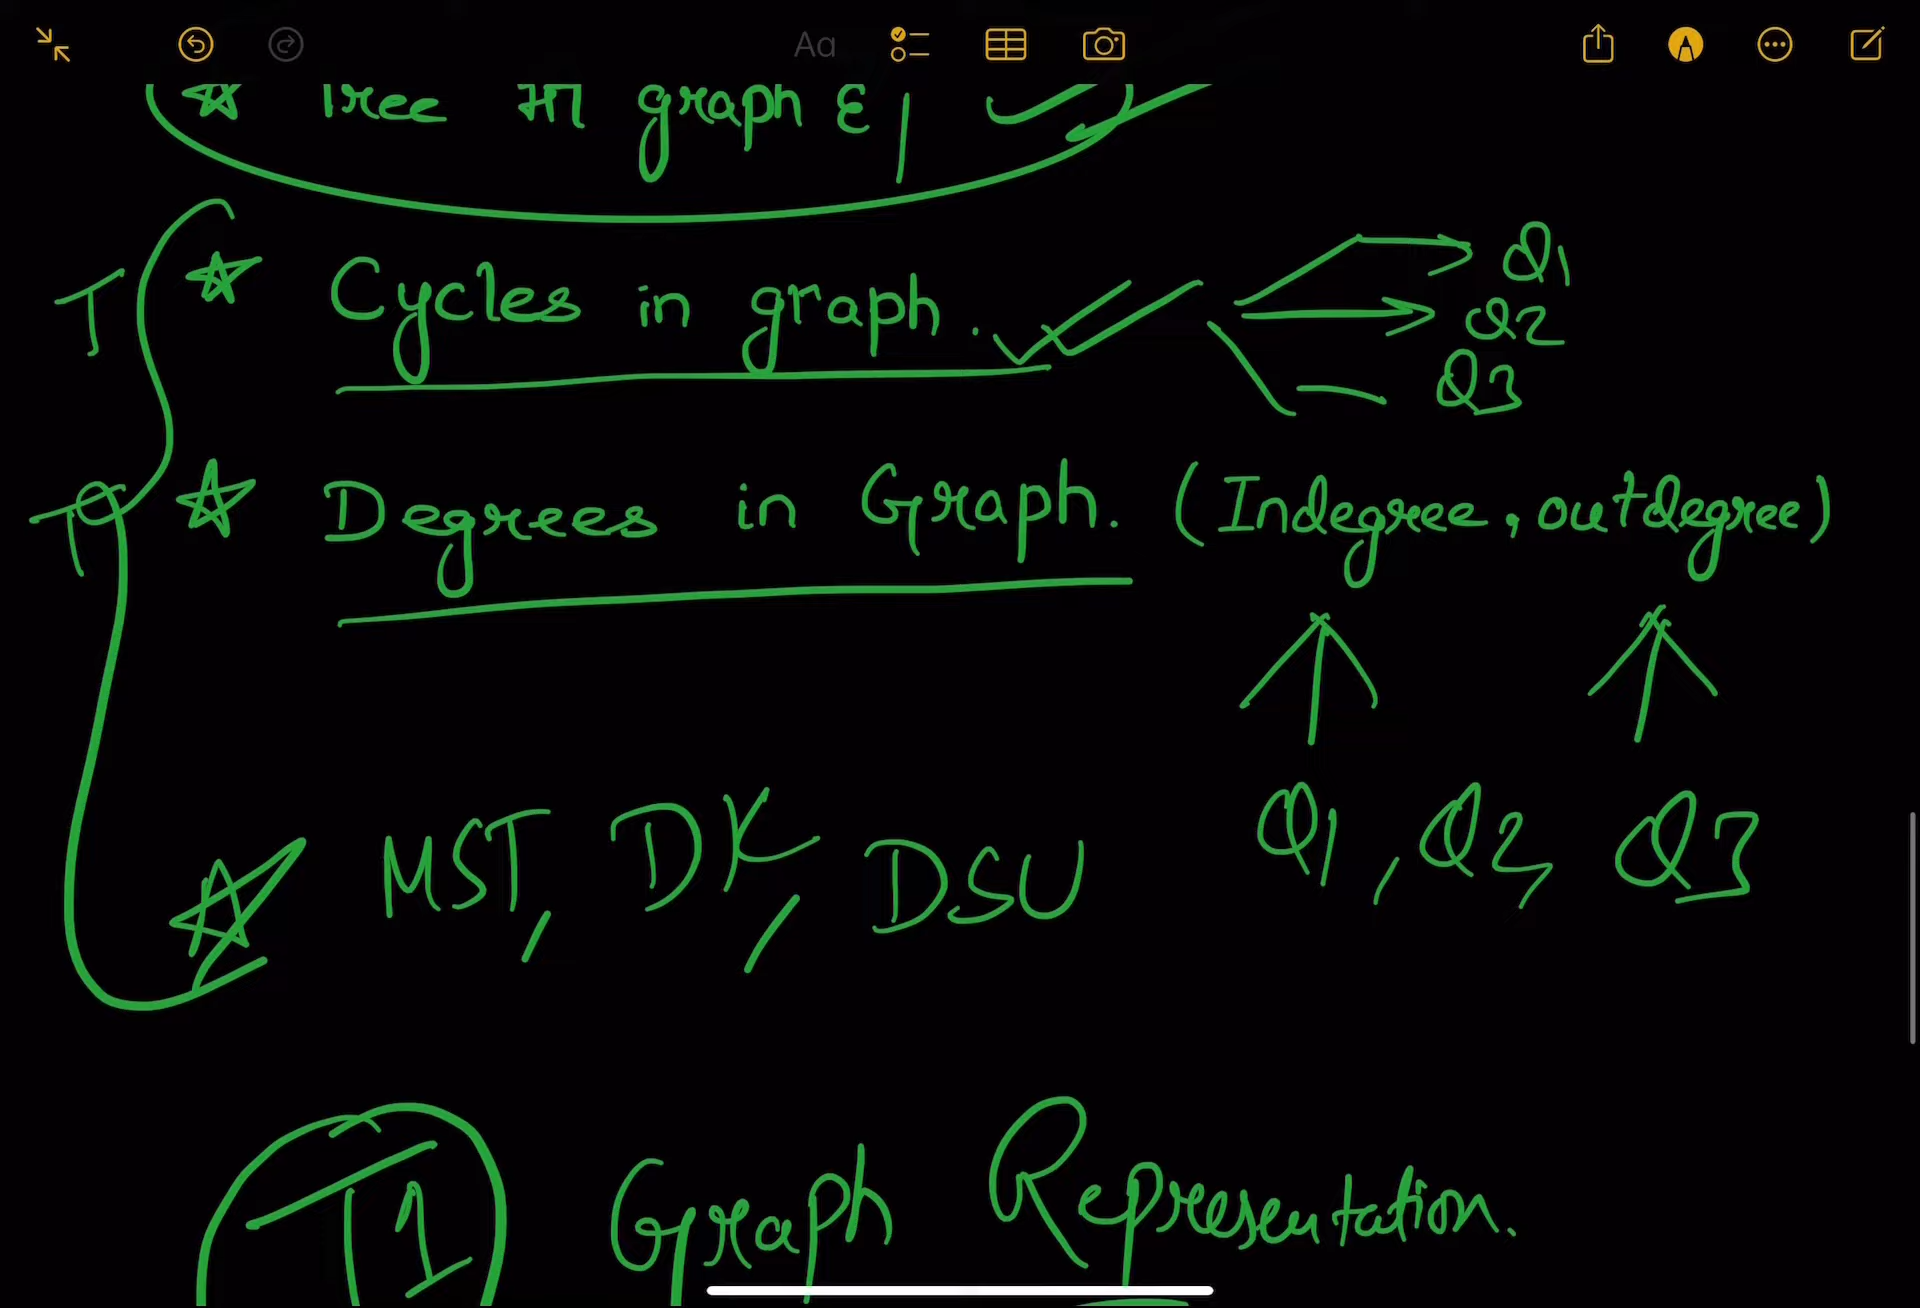 Aa
☆ Tree भी graph है|
T ☆ Cycles in graph. Q1
Q2
Q3
T ☆ Degrees in Graph. (Indegree, outdegree)
☆ MST, DK, DSU Q1, Q2, Q3
T1 Graph Representation.